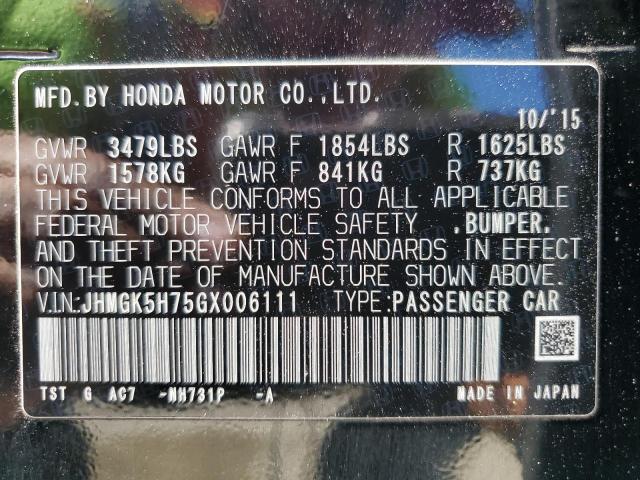 MFD.BY HONDA MOTOR CO.,LTD.
10/'15
GVWR 3479LBS GAWR F 1854LBS R 1625LBS
GVWR 1578KG GAWR F 841KG R 737KG
THIS VEHICLE CONFORMS TO ALL APPLICABLE
FEDERAL MOTOR VEHICLE SAFETY .BUMPER.
AND THEFT PREVENTION STANDARDS IN EFFECT
ON THE DATE OF MANUFACTURE SHOWN ABOVE.
V.IN:JHMGK5H75GX006111 TYPE:PASSENGER CAR
TST G AC7 -NH731P -A MADE IN JAPAN